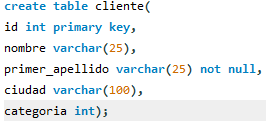 create table cliente(
id int primary key,
nombre varchar(25),
primer_apellido varchar(25) not null,
ciudad varchar(100),
categoria int);